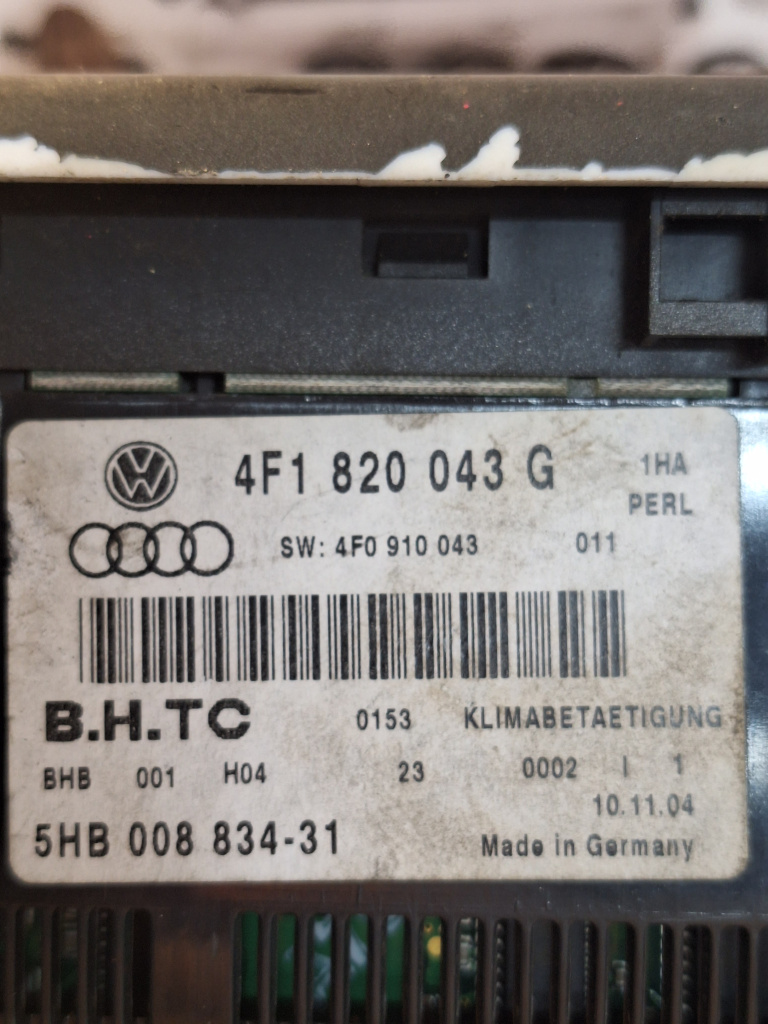 4F1 820 043 G 1HA
PERL
SW: 4F0 910 043 011
B.H.TC 0153 KLIMABETAETIGUNG
BHB 001 H04 23 0002 | 1
10.11.04
5HB 008 834-31 Made in Germany